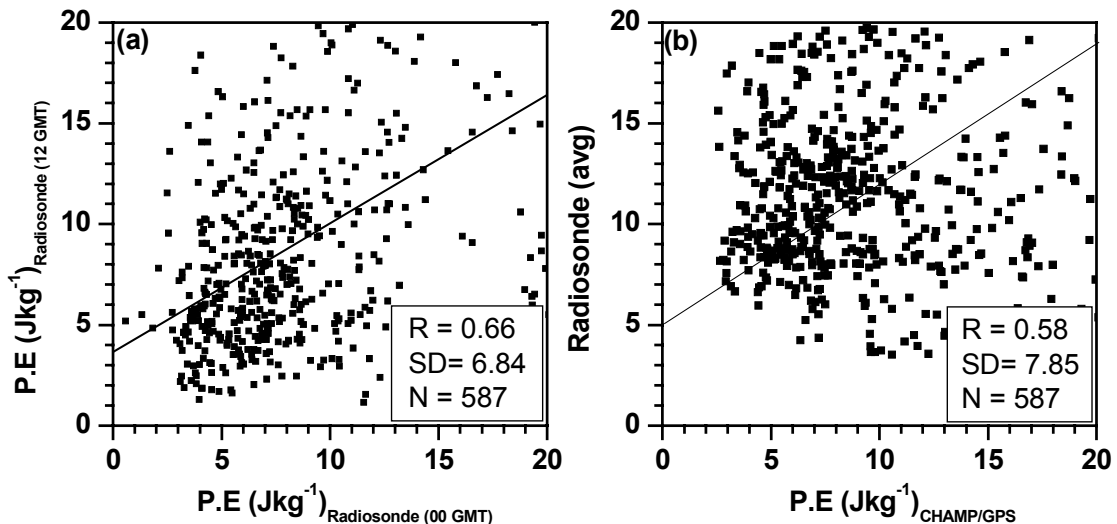 (a)
20
15
10
5
0
P.E (Jkg⁻¹)Radiosonde (12 GMT)
R = 0.66
SD= 6.84
N = 587
0 5 10 15 20
P.E (Jkg⁻¹)Radiosonde (00 GMT)
(b)
20
15
10
5
0
Radiosonde (avg)
R = 0.58
SD= 7.85
N = 587
0 5 10 15 20
P.E (Jkg⁻¹)CHAMP/GPS